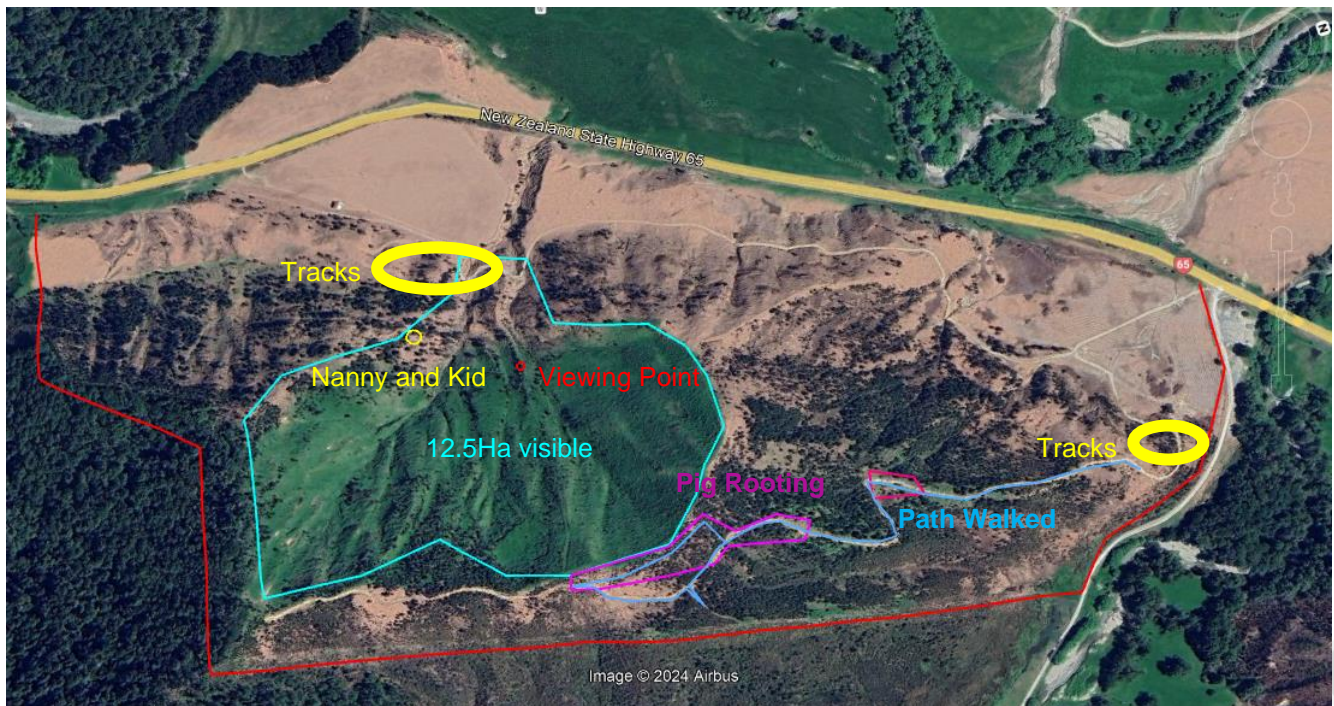 N
New Zealand State Highway 65
65
Tracks
Nanny and Kid
Viewing Point
12.5Ha visible
Tracks
Pig Rooting
Path Walked
Image © 2024 Airbus